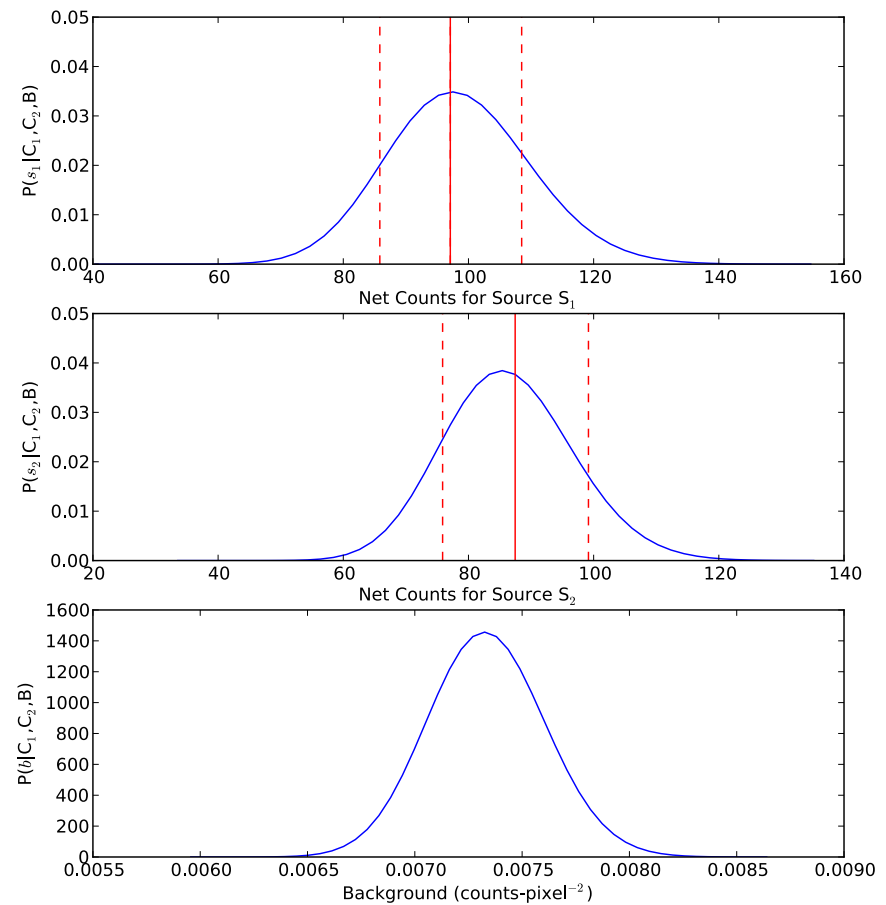 0.05
0.04
0.03
0.02
0.01
0.00
P(s₁|C₁,C₂,B)
40 60 80 100 120 140 160
Net Counts for Source S₁
0.05
0.04
0.03
0.02
0.01
0.00
P(s₂|C₁,C₂,B)
20 40 60 80 100 120 140
Net Counts for Source S₂
1600
1400
1200
1000
800
600
400
200
0
P(b|C₁,C₂,B)
0.0055 0.0060 0.0065 0.0070 0.0075 0.0080 0.0085 0.0090
Background (counts-pixel⁻²)